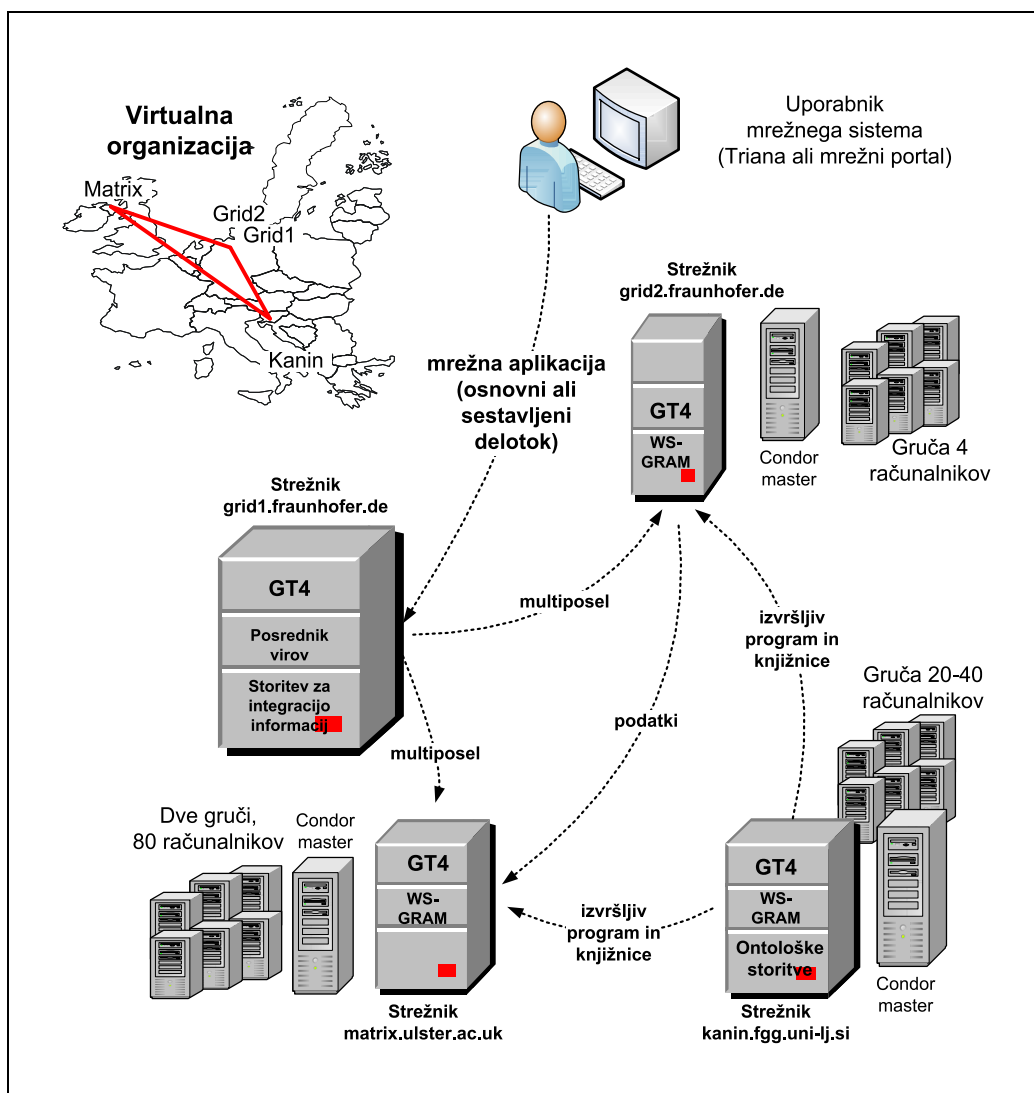 Virtualna
organizacija
Matrix
Grid2
Grid1
Kanin
Uporabnik
mrežnega sistema
(Triana ali mrežni portal)
Strežnik
grid2.fraunhofer.de
GT4
WS-
GRAM
Condor
master
Gruča 4
računalnikov
mrežna aplikacija
(osnovni ali
sestavljeni
delotok)
Strežnik
grid1.fraunhofer.de
GT4
Posrednik
virov
Storitev za
integracijo
informacij
multiposel
izvršljiv
program in
knjižnice
Gruča 20-40
računalnikov
podatki
multiposel
Dve gruči,
80 računalnikov
Condor
master
GT4
WS-
GRAM
Strežnik
matrix.ulster.ac.uk
izvršljiv
program in
knjižnice
GT4
WS-
GRAM
Ontološke
storitve
Strežnik
kanin.fgg.uni-lj.si
Condor
master